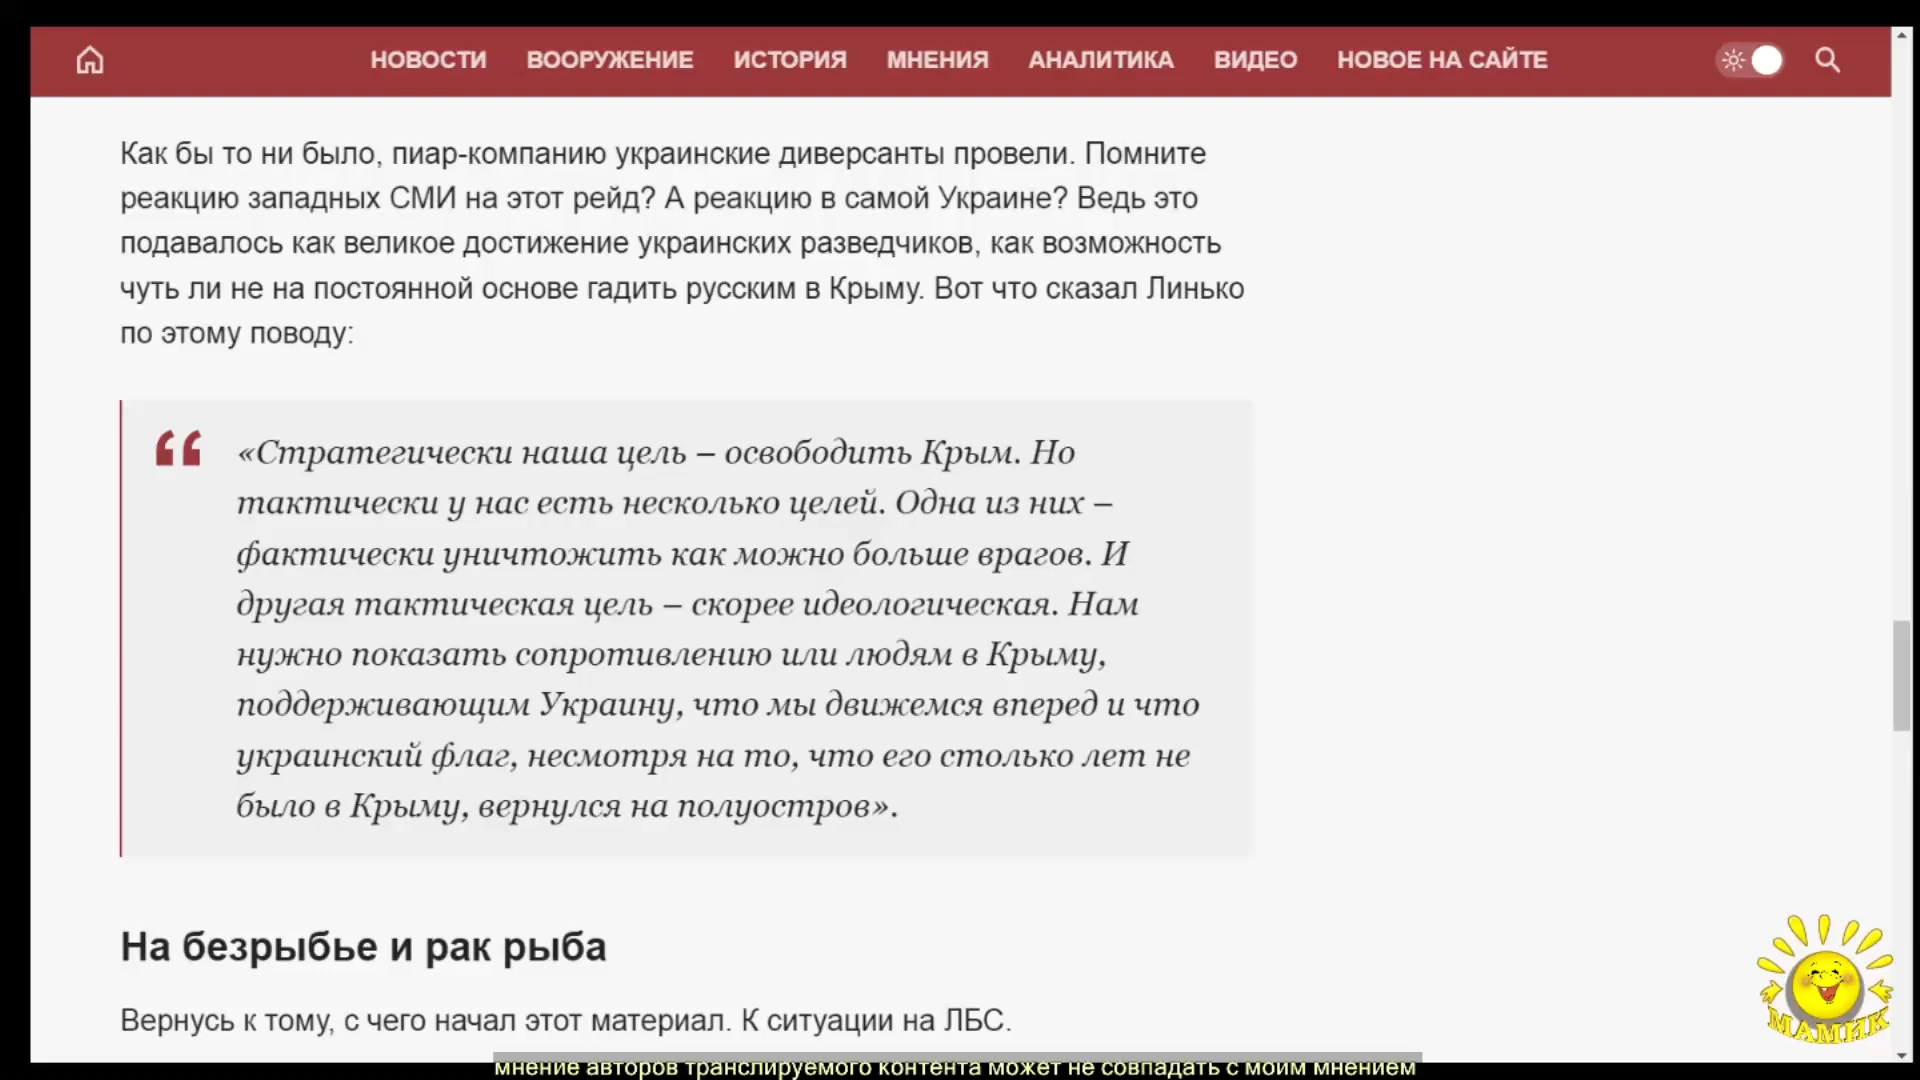 НОВОСТИ ВООРУЖЕНИЕ ИСТОРИЯ МНЕНИЯ АНАЛИТИКА ВИДЕО НОВОЕ НА САЙТЕ
Как бы то ни было, пиар-компанию украинские диверсанты провели. Помните
реакцию западных СМИ на этот рейд? А реакцию в самой Украине? Ведь это
подавалось как великое достижение украинских разведчиков, как возможность
чуть ли не на постоянной основе гадить русским в Крыму. Вот что сказал Линько
по этому поводу:
«Стратегически наша цель – освободить Крым. Но
тактически у нас есть несколько целей. Одна из них –
фактически уничтожить как можно больше врагов. И
другая тактическая цель – скорее идеологическая. Нам
нужно показать сопротивлению или людям в Крыму,
поддерживающим Украину, что мы движемся вперед и что
украинский флаг, несмотря на то, что его столько лет не
было в Крыму, вернулся на полуостров».
На безрыбье и рак рыба
Вернусь к тому, с чего начал этот материал. К ситуации на ЛБС.
МАМИК
мнение авторов транслируемого контента может не совпадать с моим мнением